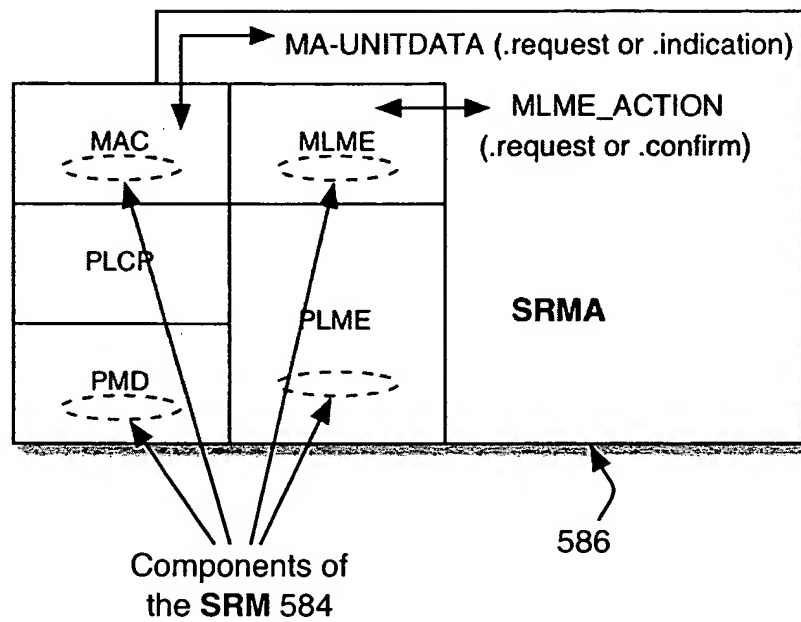 MA-UNITDATA (.request or .indication)
MAC
MLME
MLME_ACTION
(.request or .confirm)
PLCP
PLME
SRMA
PMD
586
Components of
the SRM 584